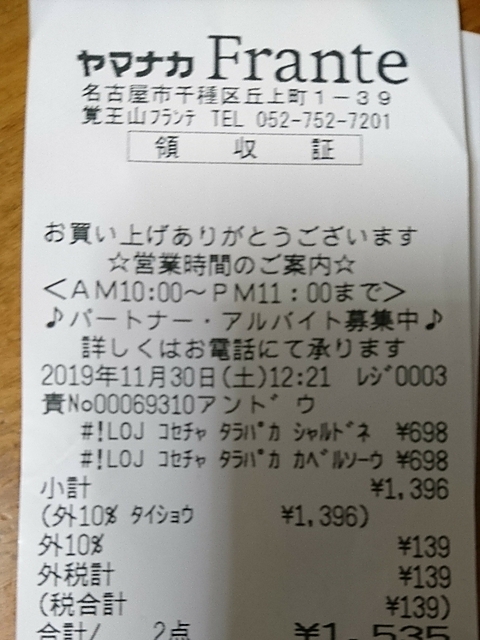 ヤマナカ Frante
名古屋市千種区丘上町1-39
覚王山フランテ TEL 052-752-7201
領収証
お買い上げありがとうございます
☆営業時間のご案内☆
<AM10:00~PM11:00まで>
♪パートナー・アルバイト募集中♪
詳しくはお電話にて承ります
2019年11月30日(土)12:21 レジ0003
責No00069310アンドウ
#!LOJ コセチャ タラパカ シャルドネ ¥698
#!LOJ コセチャ タラパカ カベルソーウ ¥698
小計 ¥1,396
(外10% タイショウ ¥1,396)
外10% ¥139
外税計 ¥139
(税合計 ¥139)
合計/ 2点 ¥1,535